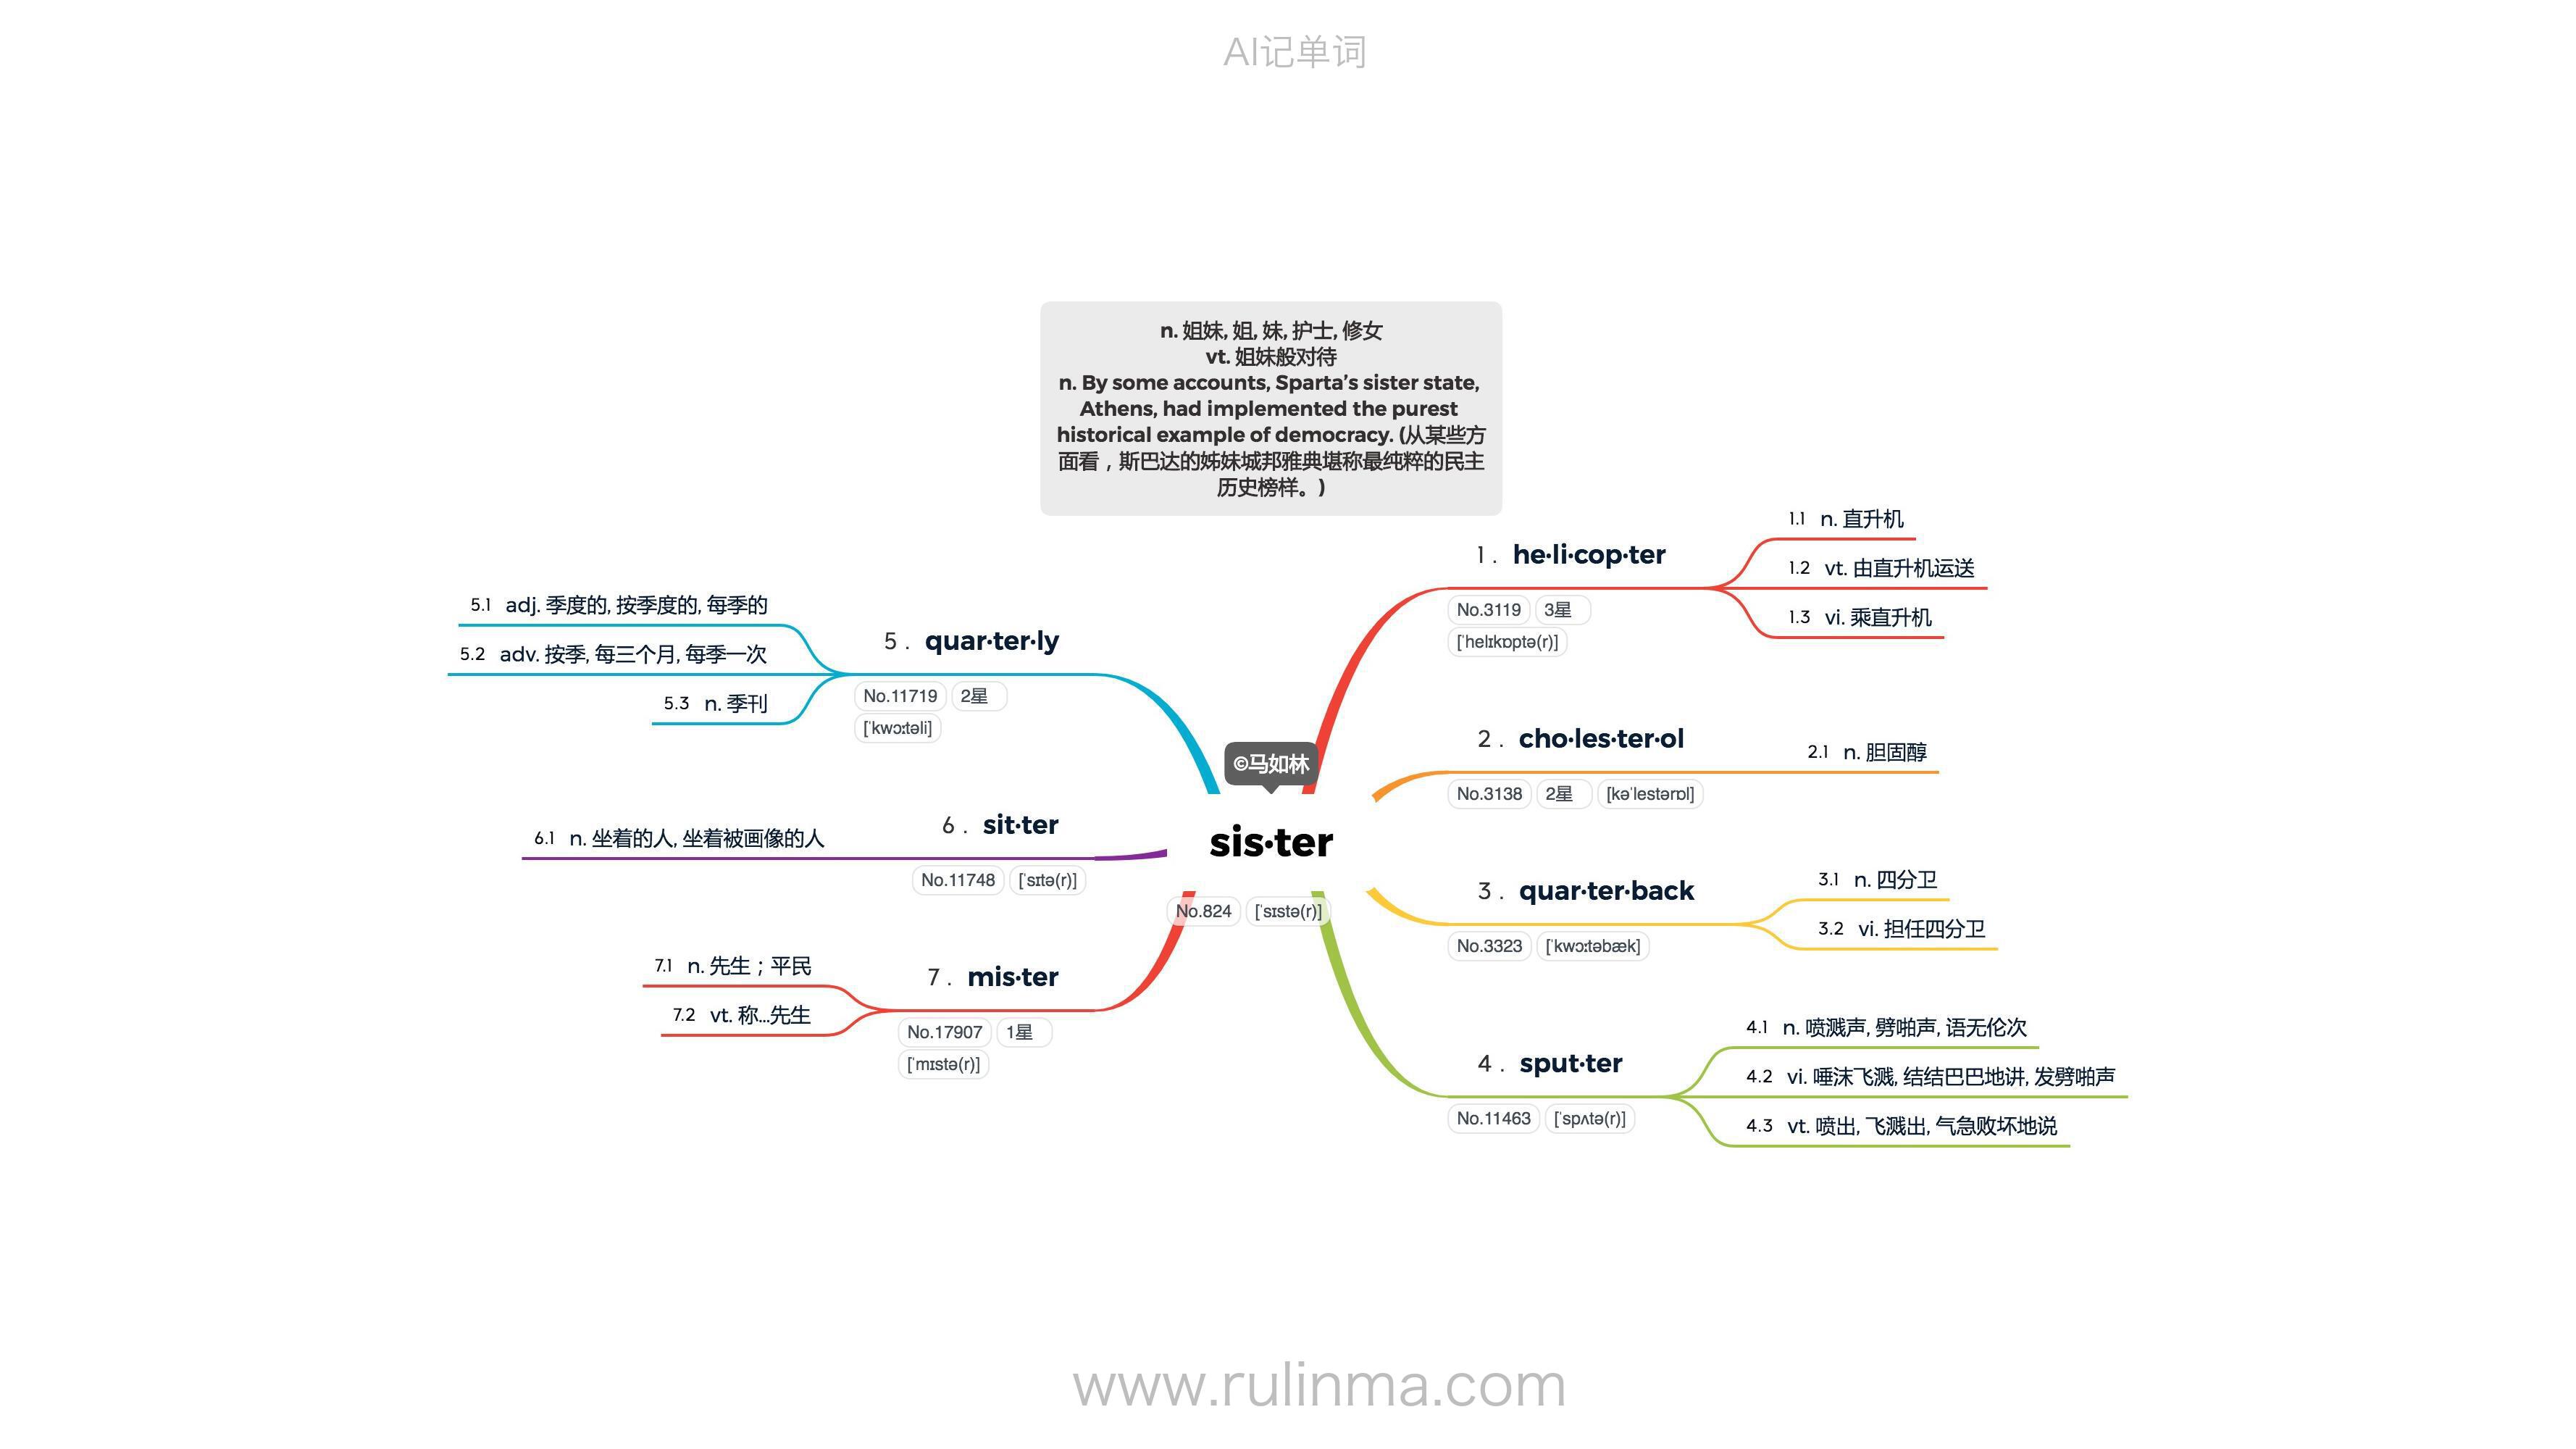 AI记单词
n. 姐妹, 姐, 妹, 护士, 修女
vt. 姐妹般对待
n. By some accounts, Sparta’s sister state,
Athens, had implemented the purest
historical example of democracy. (从某些方
面看，斯巴达的姊妹城邦雅典堪称最纯粹的民主
历史榜样。)
©马如林
sis·ter
No.824 [ˈsɪstə(r)]
1 . he·li·cop·ter
No.3119 3星
[ˈhelɪkɒptə(r)]
1.1 n. 直升机
1.2 vt. 由直升机运送
1.3 vi. 乘直升机
2 . cho·les·ter·ol
No.3138 2星 [kəˈlestərɒl]
2.1 n. 胆固醇
3 . quar·ter·back
No.3323 [ˈkwɔːtəbæk]
3.1 n. 四分卫
3.2 vi. 担任四分卫
4 . sput·ter
No.11463 [ˈspʌtə(r)]
4.1 n. 喷溅声, 劈啪声, 语无伦次
4.2 vi. 唾沫飞溅, 结结巴巴地讲, 发劈啪声
4.3 vt. 喷出, 飞溅出, 气急败坏地说
5 . quar·ter·ly
No.11719 2星
[ˈkwɔːtəli]
5.1 adj. 季度的, 按季度的, 每季的
5.2 adv. 按季, 每三个月, 每季一次
5.3 n. 季刊
6 . sit·ter
No.11748 [ˈsɪtə(r)]
6.1 n. 坐着的人, 坐着被画像的人
7 . mis·ter
No.17907 1星
[ˈmɪstə(r)]
7.1 n. 先生；平民
7.2 vt. 称...先生
www.rulinma.com